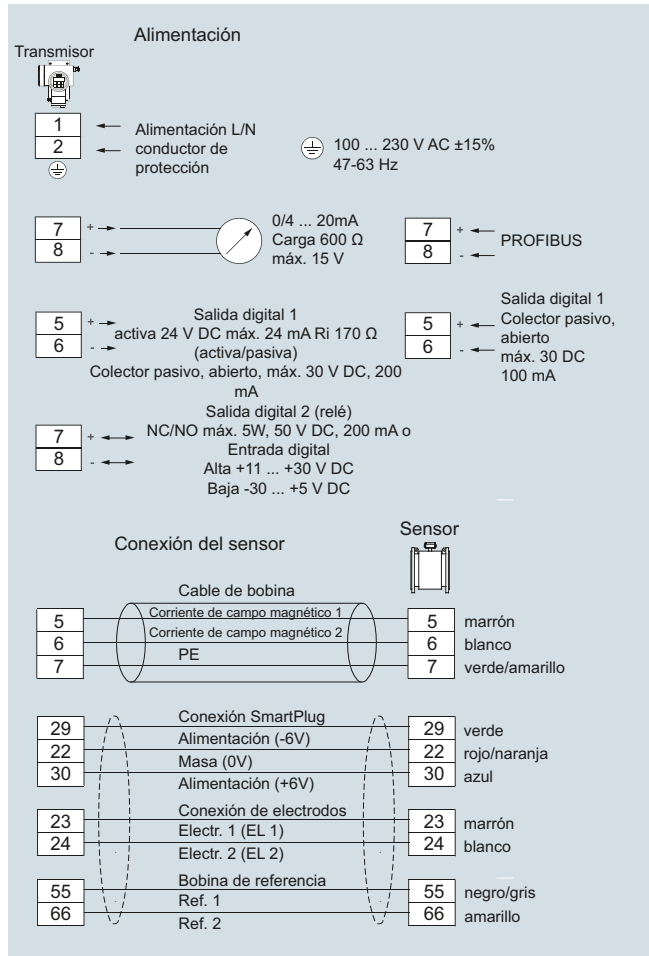 Alimentación
Transmisor
1
2
Alimentación L/N
conductor de
protección
100 ... 230 V AC ±15%
47-63 Hz
7 +
8 -
0/4 ... 20mA
Carga 600 Ω
máx. 15 V
7 +
8 -
PROFIBUS
5 +
6 -
Salida digital 1
activa 24 V DC máx. 24 mA Ri 170 Ω
(activa/pasiva)
Colector pasivo, abierto, máx. 30 V DC, 200
mA
5 +
6 -
Salida digital 1
Colector pasivo,
abierto
máx. 30 DC
100 mA
7 +
8 -
Salida digital 2 (relé)
NC/NO máx. 5W, 50 V DC, 200 mA o
Entrada digital
Alta +11 ... +30 V DC
Baja -30 ... +5 V DC
Conexión del sensor
Sensor
Cable de bobina
5 Corriente de campo magnético 1 5 marrón
6 Corriente de campo magnético 2 6 blanco
7 PE 7 verde/amarillo
Conexión SmartPlug
29 29 verde
Alimentación (-6V)
22 22 rojo/naranja
Masa (0V)
30 30 azul
Alimentación (+6V)
Conexión de electrodos
23 23 marrón
Electr. 1 (EL 1)
24 24 blanco
Electr. 2 (EL 2)
Bobina de referencia
55 55 negro/gris
Ref. 1
66 66 amarillo
Ref. 2